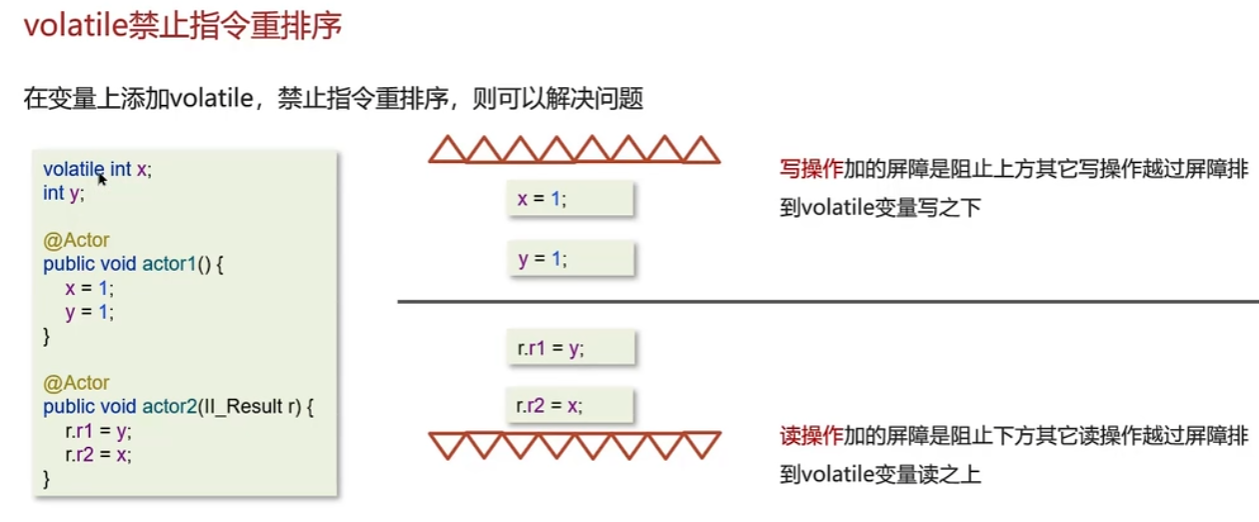 volatile禁止指令重排序
在变量上添加volatile，禁止指令重排序，则可以解决问题
volatile int x;
int y;
@Actor
public void actor1() {
x = 1;
y = 1;
}
@Actor
public void actor2(II_Result r) {
r.r1 = y;
r.r2 = x;
}
x = 1;
y = 1;
r.r1 = y;
r.r2 = x;
写操作加的屏障是阻止上方其它写操作越过屏障排
到volatile变量写之下
读操作加的屏障是阻止下方其它读操作越过屏障排
到volatile变量读之上